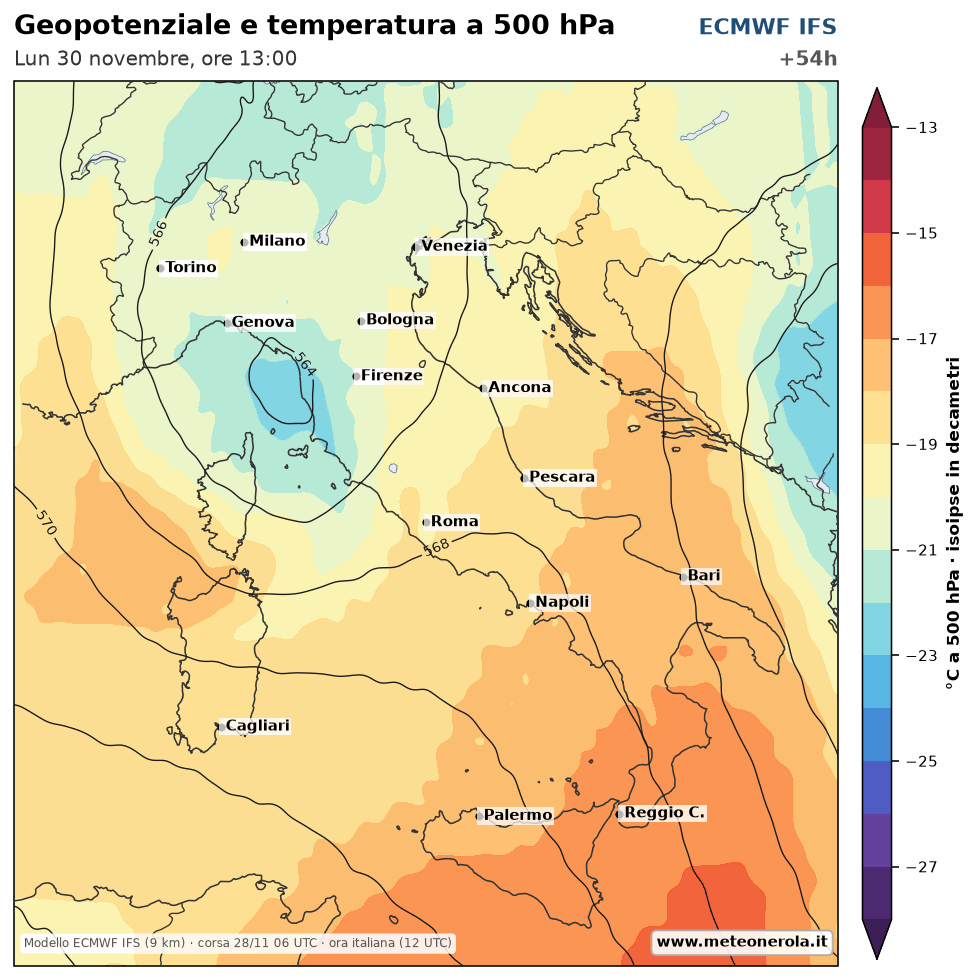 Geopotenziale e temperatura a 500 hPa
ECMWF IFS
Lun 30 novembre, ore 13:00
+54h
566
Milano
Venezia
Torino
Genova
Bologna
564
Firenze
Ancona
Pescara
570
Roma
568
Bari
Napoli
Cagliari
Palermo
Reggio C.
−13
−15
−17
−19
−21
−23
−25
−27
°C a 500 hPa · isoipse in decametri
Modello ECMWF IFS (9 km) · corsa 28/11 06 UTC · ora italiana (12 UTC)
www.meteonerola.it